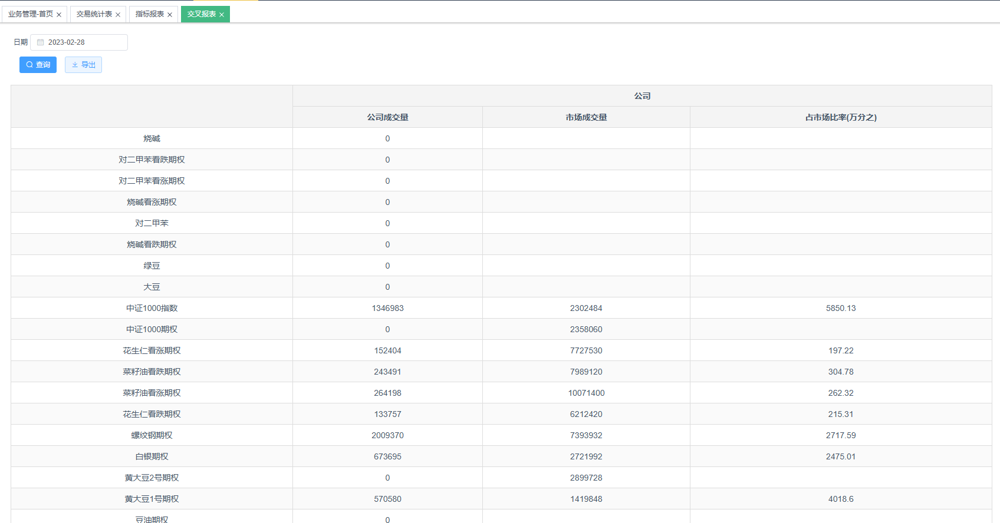 业务管理-首页 交易统计表 指标报表 交叉报表
日期 2023-02-28
查询 导出
公司
公司成交量 市场成交量 占市场比率(万分之)
烧碱 0
对二甲苯看跌期权 0
对二甲苯看涨期权 0
烧碱看涨期权 0
对二甲苯 0
烧碱看跌期权 0
绿豆 0
大豆 0
中证1000指数 1346983 2302484 5850.13
中证1000期权 0 2358060
花生仁看涨期权 152404 7727530 197.22
菜籽油看跌期权 243491 7989120 304.78
菜籽油看涨期权 264198 10071400 262.32
花生仁看跌期权 133757 6212420 215.31
螺纹钢期权 2009370 7393932 2717.59
白银期权 673695 2721992 2475.01
黄大豆2号期权 0 2899728
黄大豆1号期权 570580 1419848 4018.6
豆油期权 0